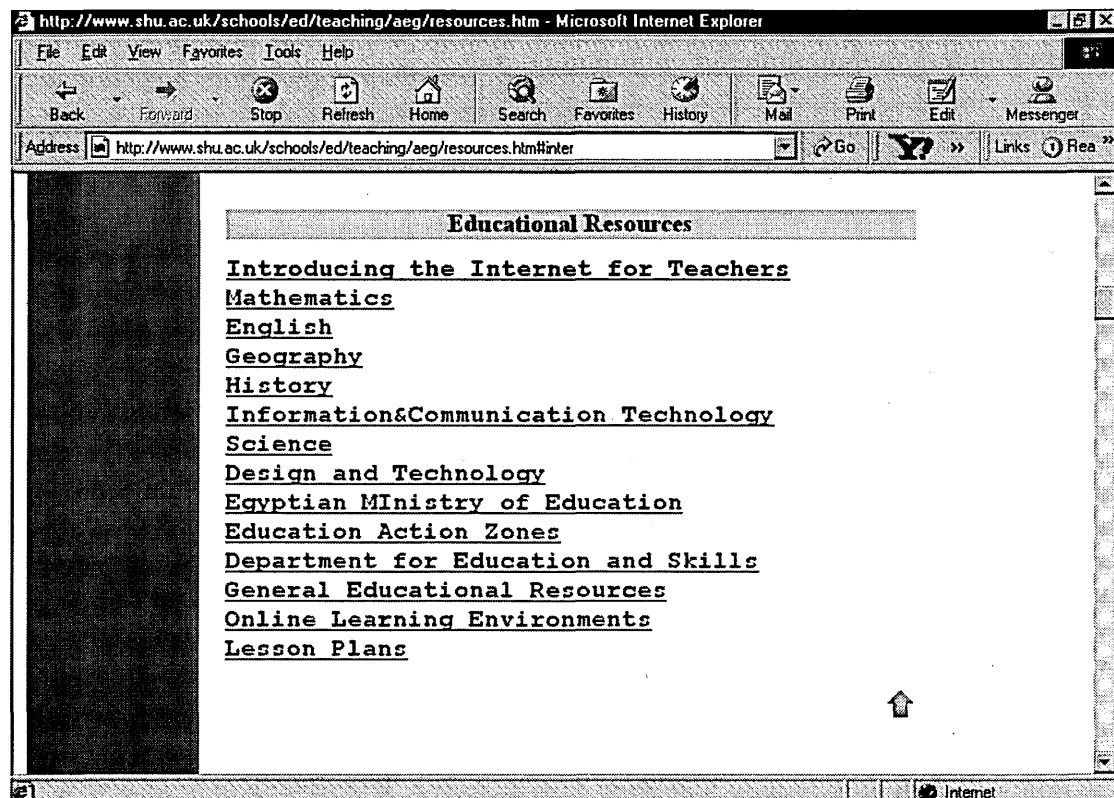 http://www.shu.ac.uk/schools/ed/teaching/aeg/resources.htm - Microsoft Internet Explorer
File Edit View Favorites Tools Help
Back Forward Stop Refresh Home Search Favorites History Mail Print Edit Messenger
Address http://www.shu.ac.uk/schools/ed/teaching/aeg/resources.htm#inter Go Y? » Links Rea »
Educational Resources
Introducing the Internet for Teachers
Mathematics
English
Geography
History
Information&Communication Technology
Science
Design and Technology
Egyptian MInistry of Education
Education Action Zones
Department for Education and Skills
General Educational Resources
Online Learning Environments
Lesson Plans
Internet